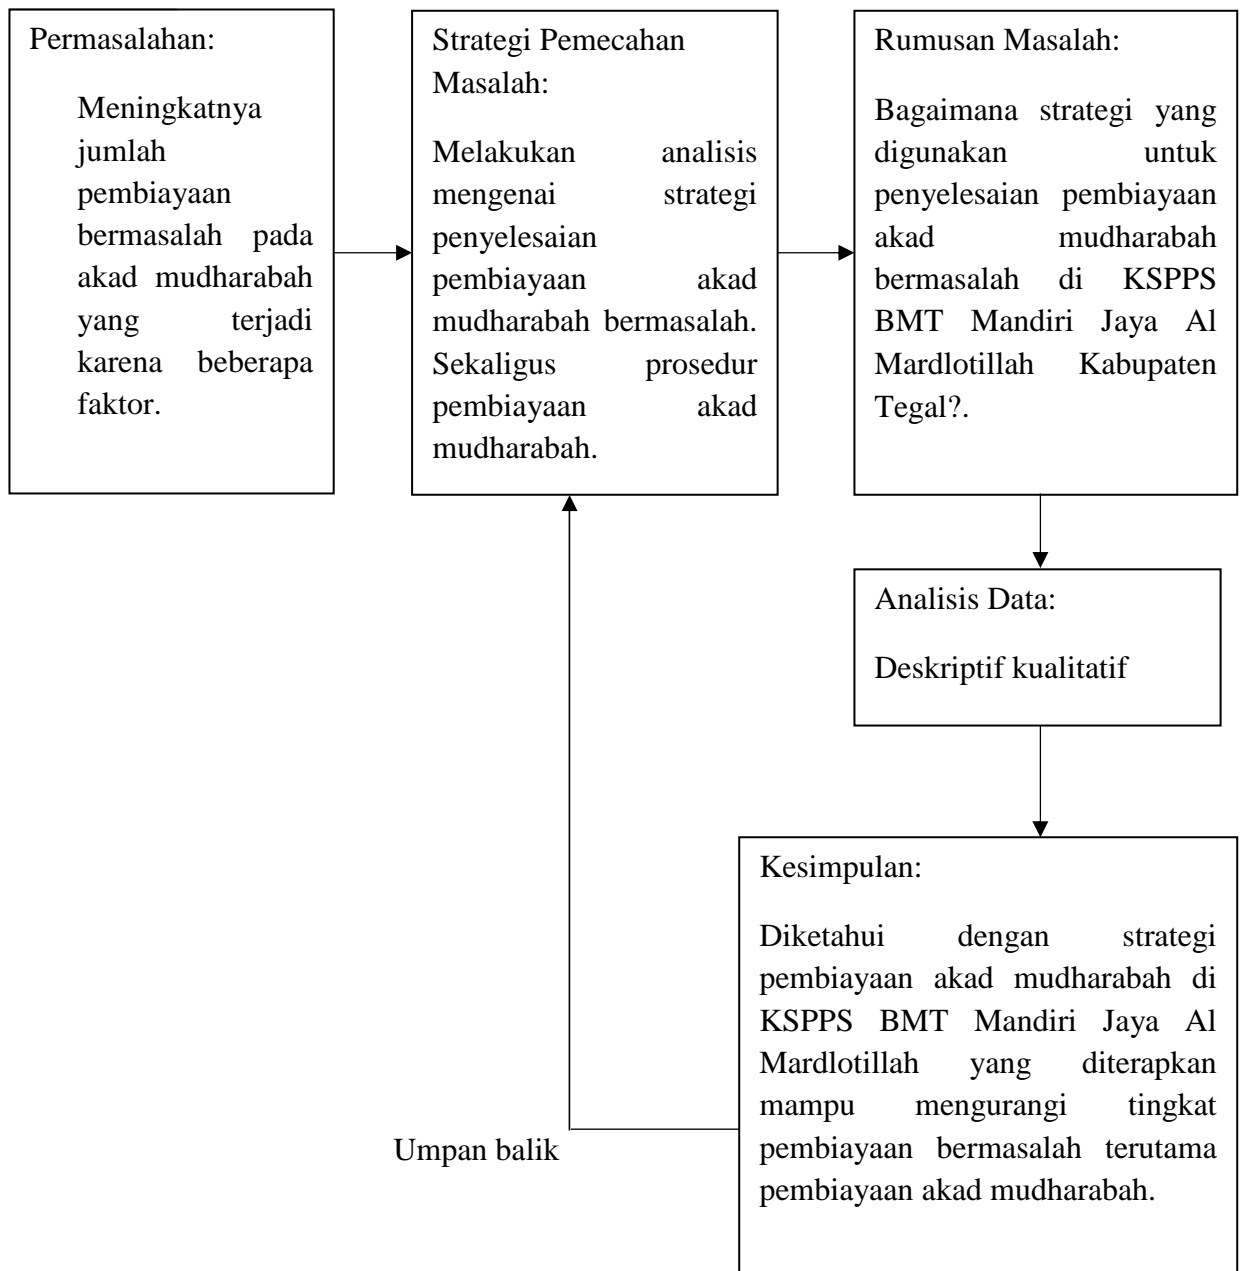 Permasalahan:
Meningkatnya
jumlah
pembiayaan
bermasalah pada
akad mudharabah
yang terjadi
karena beberapa
faktor.
Strategi Pemecahan
Masalah:
Melakukan analisis
mengenai strategi
penyelesaian
pembiayaan akad
mudharabah bermasalah.
Sekaligus prosedur
pembiayaan akad
mudharabah.
Rumusan Masalah:
Bagaimana strategi yang
digunakan untuk
penyelesaian pembiayaan
akad mudharabah
bermasalah di KSPPS
BMT Mandiri Jaya Al
Mardlotillah Kabupaten
Tegal?.
Analisis Data:
Deskriptif kualitatif
Kesimpulan:
Diketahui dengan strategi
pembiayaan akad mudharabah di
KSPPS BMT Mandiri Jaya Al
Mardlotillah yang diterapkan
mampu mengurangi tingkat
pembiayaan bermasalah terutama
pembiayaan akad mudharabah.
Umpan balik